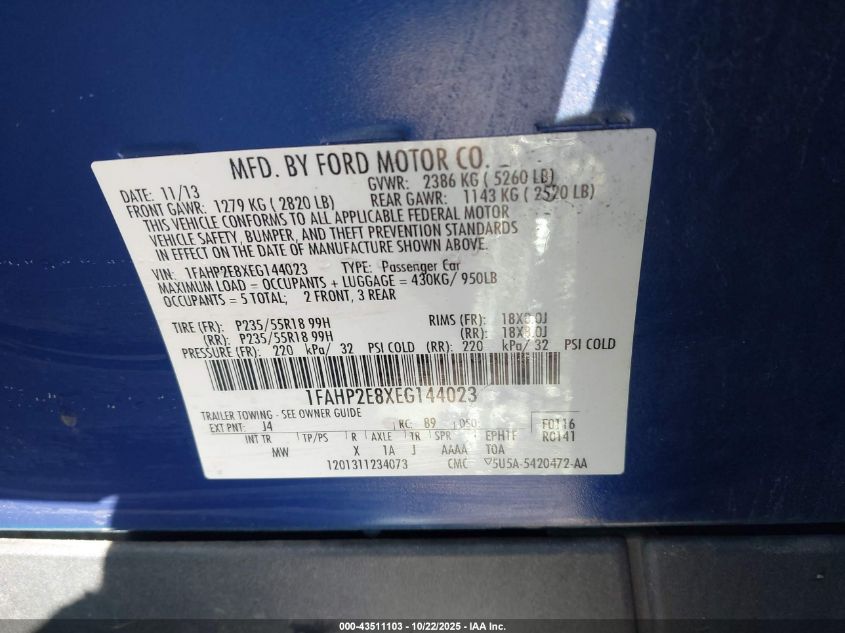 MFD. BY FORD MOTOR CO.
DATE: 11/13 GVWR: 2386 KG ( 5260 LB)
FRONT GAWR: 1279 KG ( 2820 LB) REAR GAWR: 1143 KG ( 2520 LB)
THIS VEHICLE CONFORMS TO ALL APPLICABLE FEDERAL MOTOR
VEHICLE SAFETY, BUMPER, AND THEFT PREVENTION STANDARDS
IN EFFECT ON THE DATE OF MANUFACTURE SHOWN ABOVE.
VIN: 1FAHP2E8XEG144023 TYPE: Passenger Car
MAXIMUM LOAD = OCCUPANTS + LUGGAGE = 430KG/ 950LB
OCCUPANTS = 5 TOTAL; 2 FRONT, 3 REAR
TIRE (FR): P235/55R18 99H RIMS (FR): 18X8.0J
(RR): P235/55R18 99H (RR): 18X8.0J
PRESSURE (FR): 220 kPa/ 32 PSI COLD (RR): 220 kPa/ 32 PSI COLD
1FAHP2E8XEG144023
TRAILER TOWING - SEE OWNER GUIDE
EXT PNT: J4 RC: 89 DSO: F0116
INT TR TP/PS R AXLE TR SPR EPHTF R0141
MW X 1A J AAAA TOA
1201311234073 CMC ▽5U5A-5420472-AA
000-43511103 • 10/22/2025 • IAA Inc.